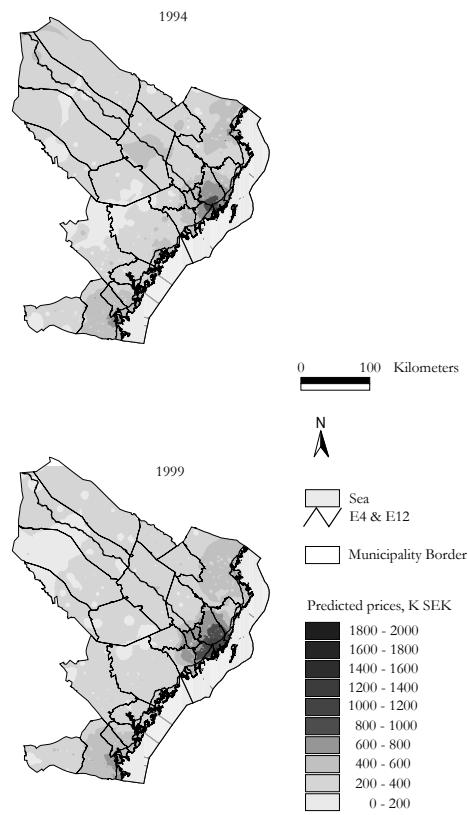 1994
0 100 Kilometers
N
1999
Sea
E4 & E12
Municipality Border
Predicted prices, K SEK
1800 - 2000
1600 - 1800
1400 - 1600
1200 - 1400
1000 - 1200
800 - 1000
600 - 800
400 - 600
200 - 400
0 - 200